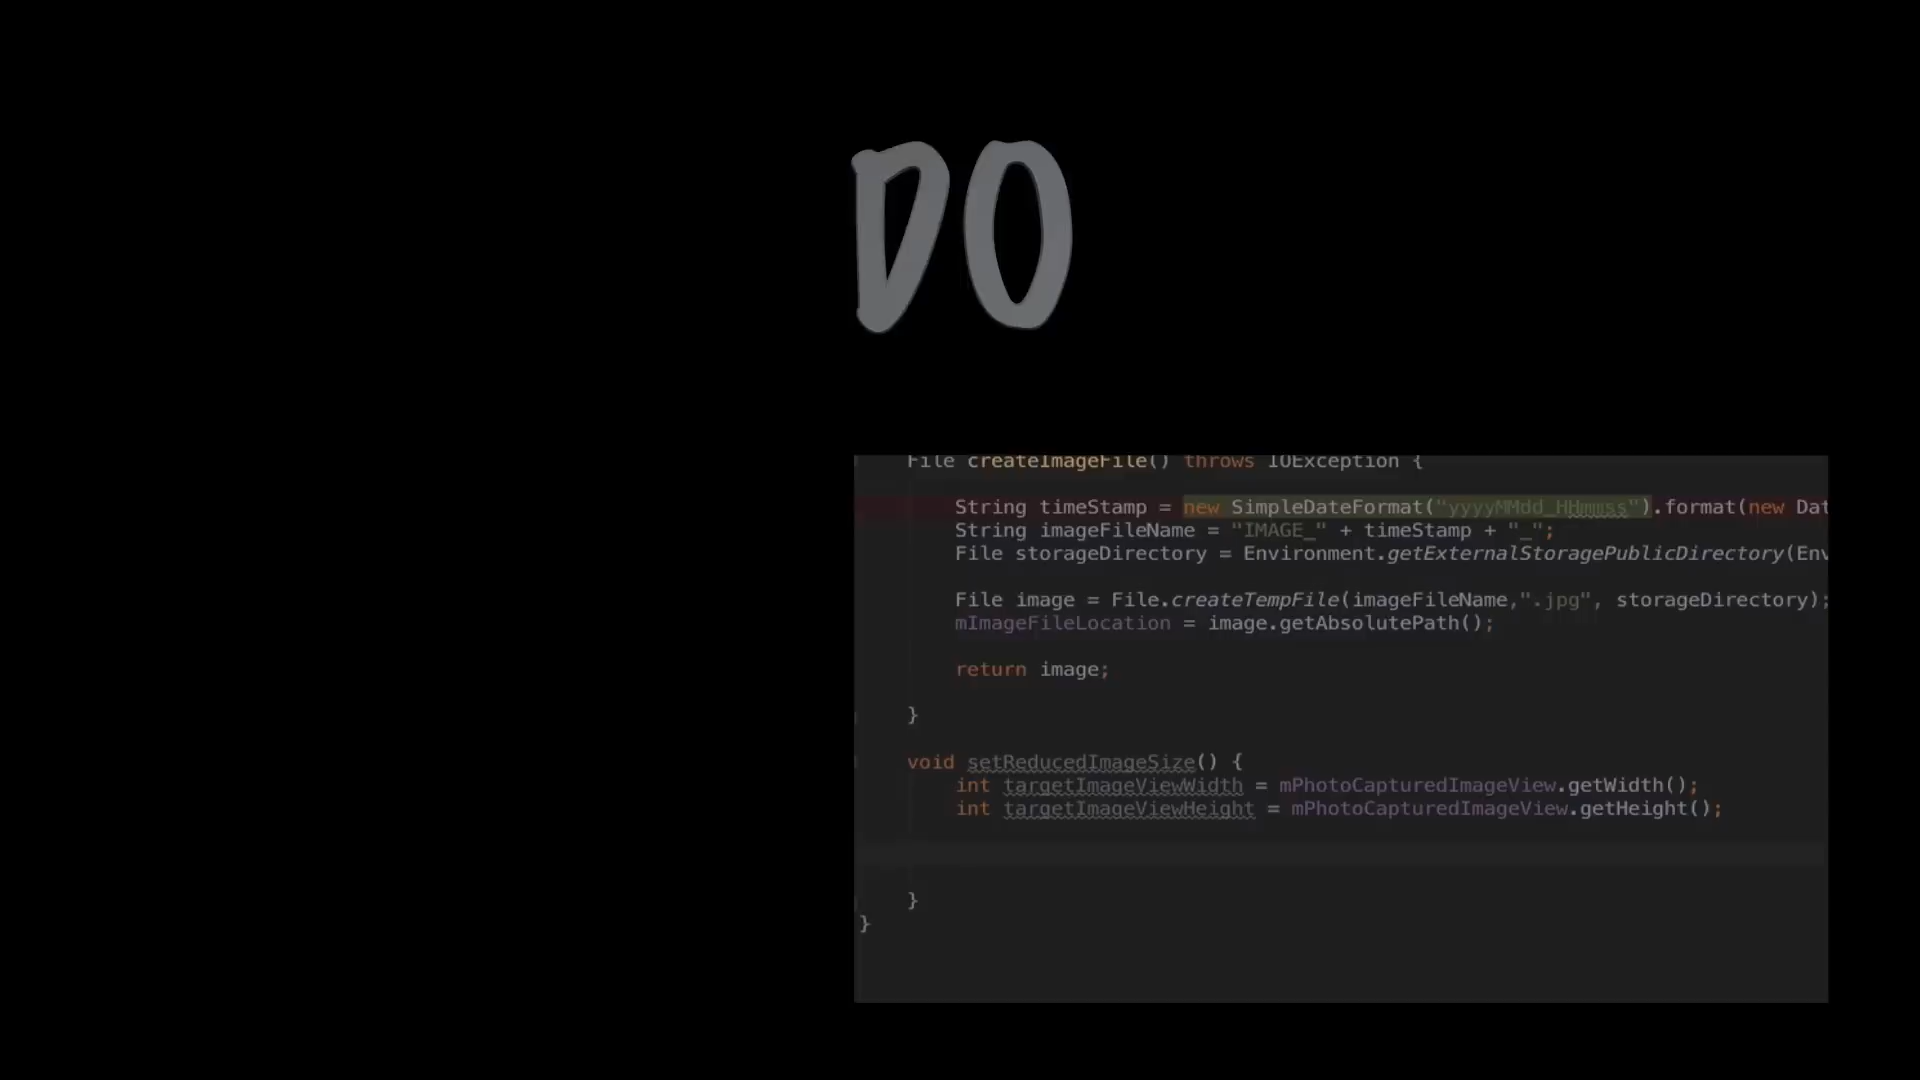 DO
File createImageFile() throws IOException {
String timeStamp = new SimpleDateFormat("yyyyMMdd_HHmmss").format(new Dat
String imageFileName = "IMAGE_" + timeStamp + "_";
File storageDirectory = Environment.getExternalStoragePublicDirectory(Env
File image = File.createTempFile(imageFileName,".jpg", storageDirectory);
mImageFileLocation = image.getAbsolutePath();
return image;
}
void setReducedImageSize() {
int targetImageViewWidth = mPhotoCapturedImageView.getWidth();
int targetImageViewHeight = mPhotoCapturedImageView.getHeight();
}
}